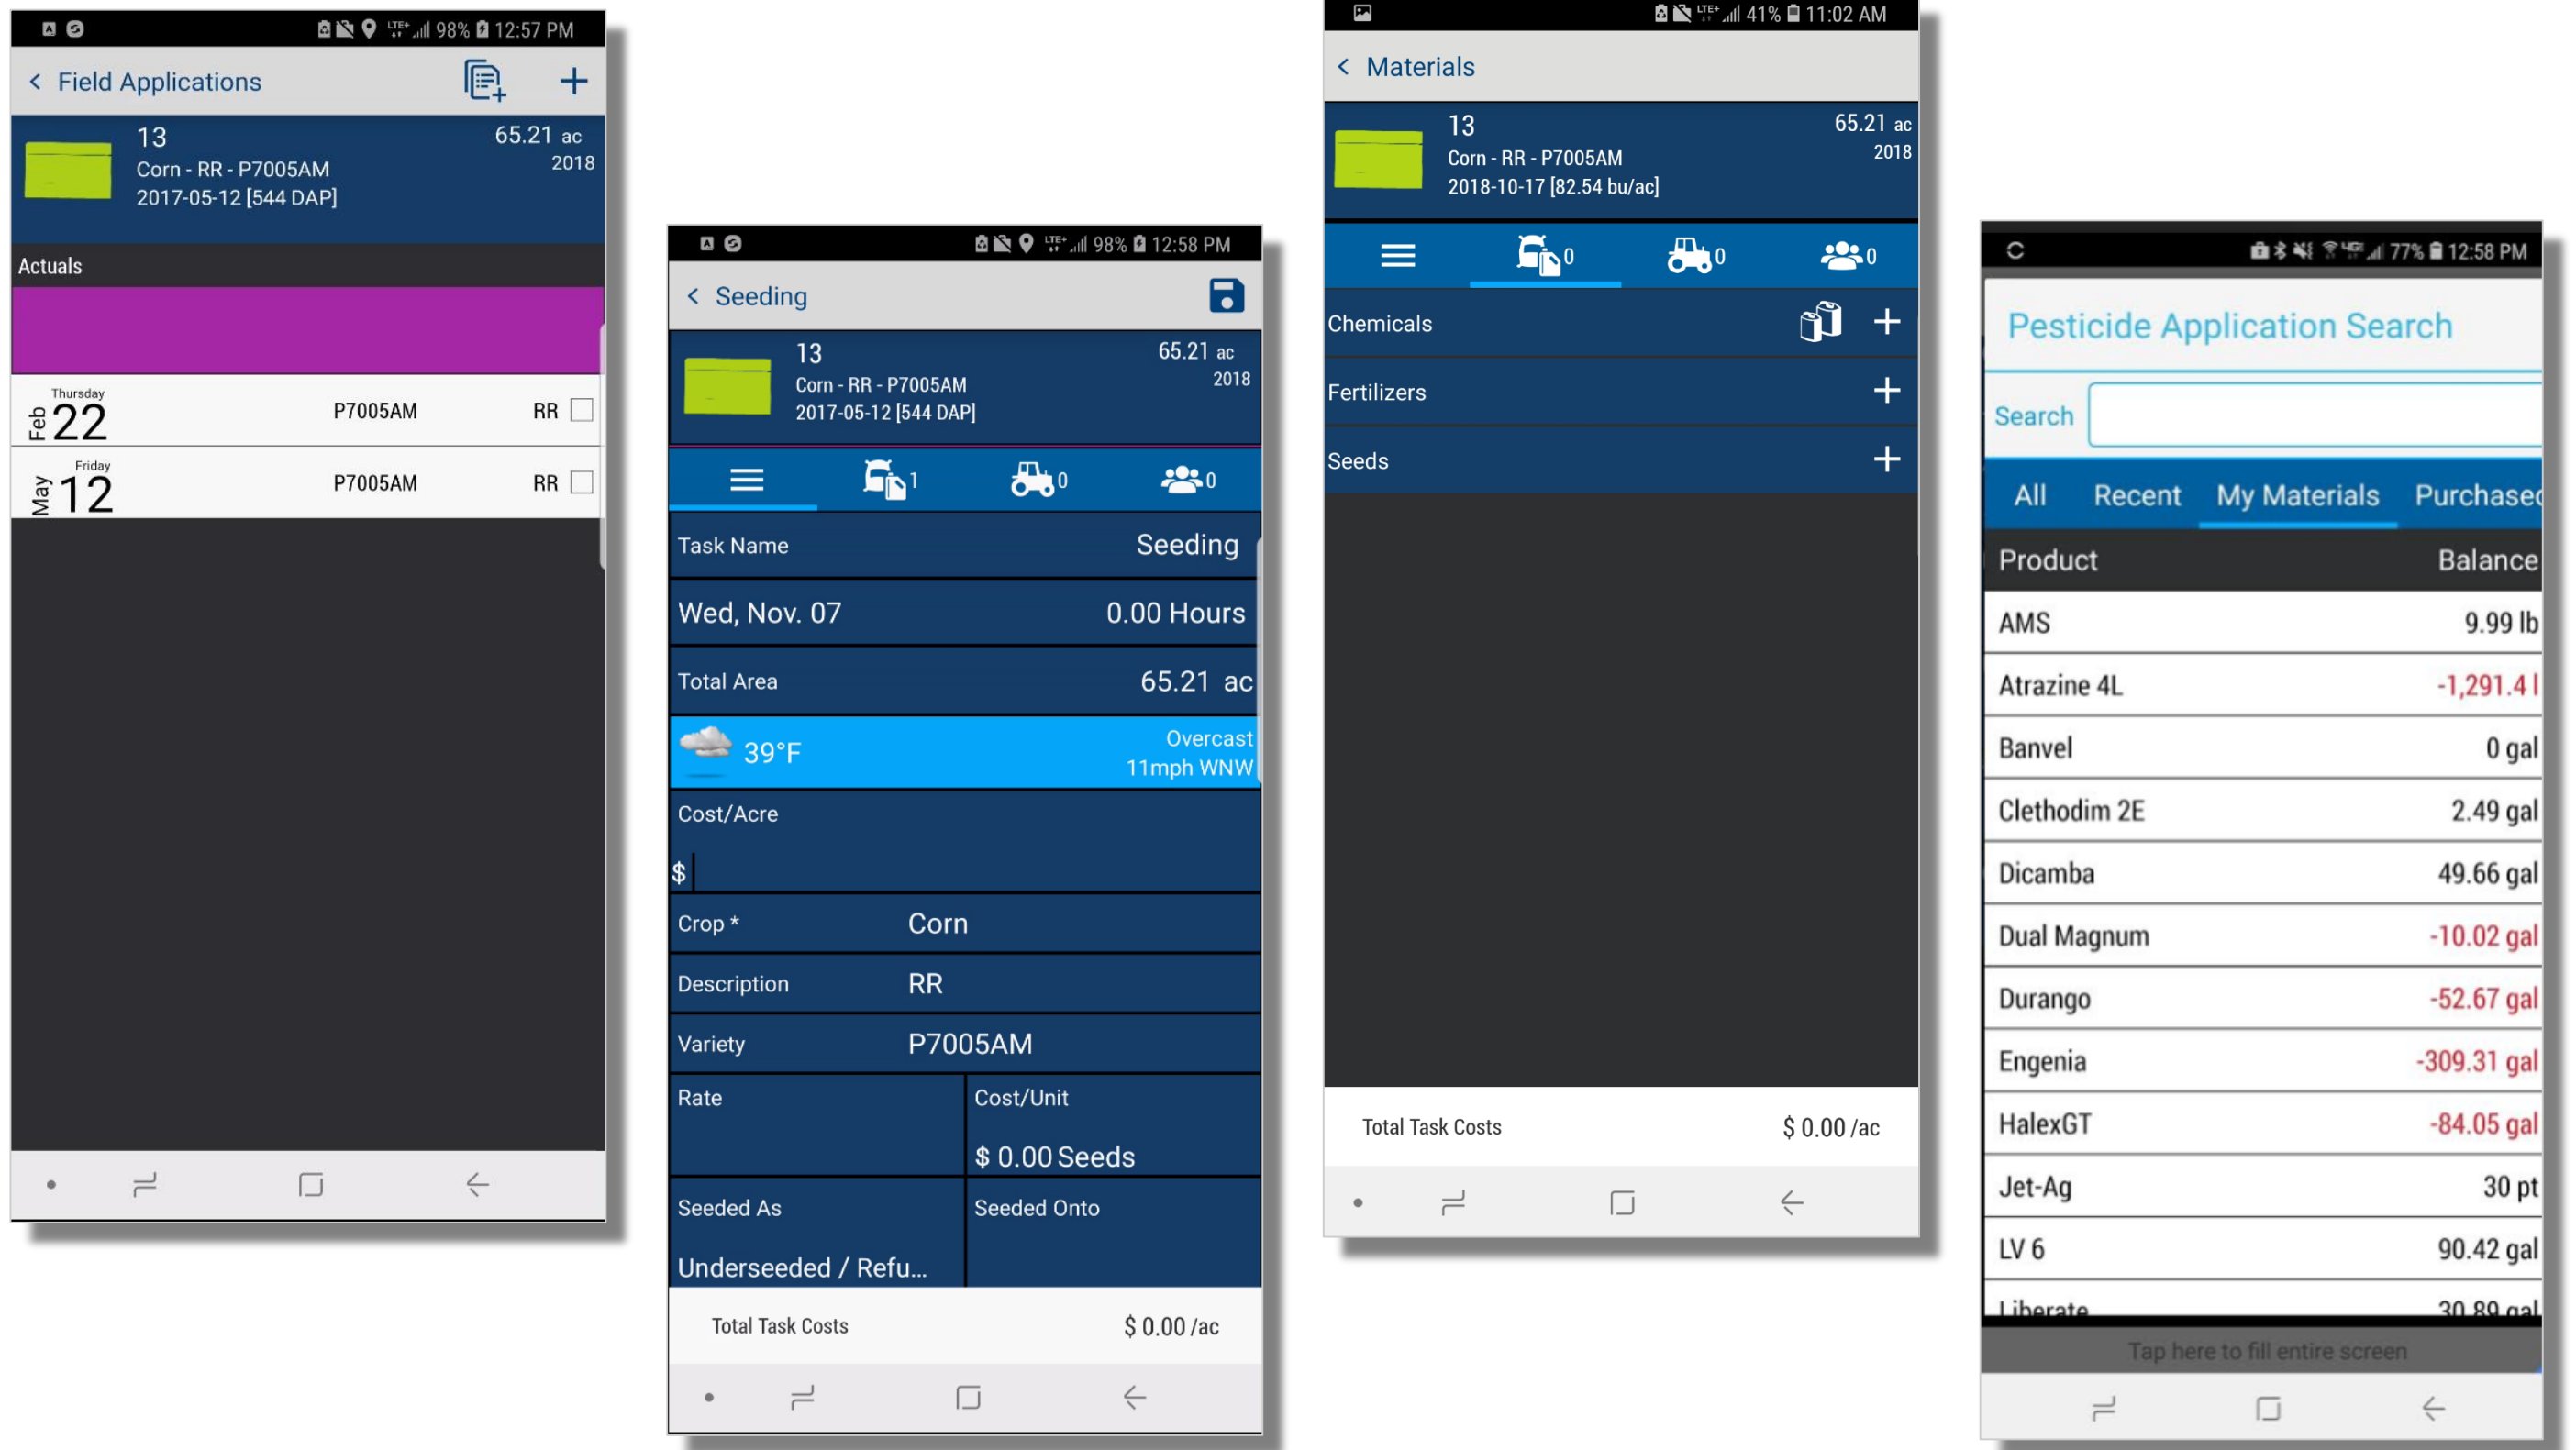 LTE+ 98% 12:57 PM
< Field Applications
13 65.21 ac
Corn - RR - P7005AM 2018
2017-05-12 [544 DAP]
Actuals
Thursday
Feb 22 P7005AM RR
Friday
May 12 P7005AM RR
LTE+ 98% 12:58 PM
< Seeding
13 65.21 ac
Corn - RR - P7005AM 2018
2017-05-12 [544 DAP]
1 0 0
Task Name Seeding
Wed, Nov. 07 0.00 Hours
Total Area 65.21 ac
39°F Overcast
11mph WNW
Cost/Acre
$
Crop * Corn
Description RR
Variety P7005AM
Rate Cost/Unit
$ 0.00 Seeds
Seeded As Seeded Onto
Underseeded / Refu...
Total Task Costs $ 0.00 /ac
LTE+ 41% 11:02 AM
< Materials
13 65.21 ac
Corn - RR - P7005AM 2018
2018-10-17 [82.54 bu/ac]
0 0 0
Chemicals
Fertilizers
Seeds
Total Task Costs $ 0.00 /ac
77% 12:58 PM
Pesticide Application Search
Search
All Recent My Materials Purchased
Product Balance
AMS 9.99 lb
Atrazine 4L -1,291.4 l
Banvel 0 gal
Clethodim 2E 2.49 gal
Dicamba 49.66 gal
Dual Magnum -10.02 gal
Durango -52.67 gal
Engenia -309.31 gal
HalexGT -84.05 gal
Jet-Ag 30 pt
LV 6 90.42 gal
Liberate 30.89 gal
Tap here to fill entire screen